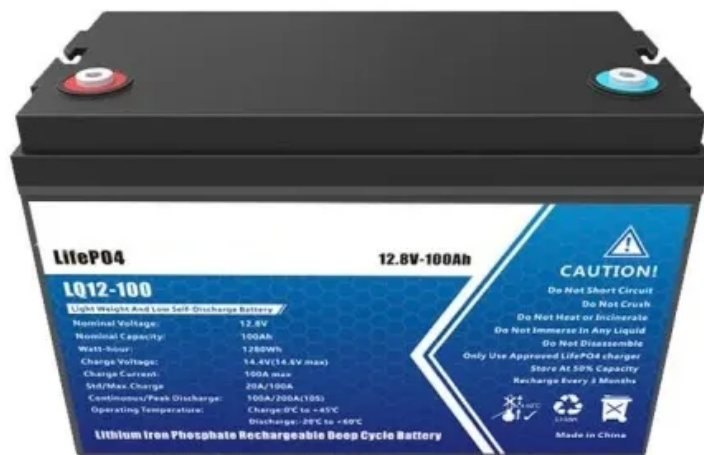 LifePO4
12.8V-100Ah
LQ12-100
Light Weight And Low Self-Discharge Battery
Nominal Voltage: 12.8V
Nominal Capacity: 100Ah
Watt-hour: 1280Wh
Charge Voltage: 14.4V(14.6V max)
Charge Current: 100A max
Std/Max.Charge 20A/100A
Continuous/Peak Discharge: 100A/200A(10S)
Operating Temperature: Charge:0℃ to +45℃
Discharge:-20℃ to +60℃
Lithium Iron Phosphate Rechargeable Deep Cycle Battery
CAUTION!
Do Not Short Circuit
Do Not Crush
Do Not Heat or Incinerate
Do Not Immerse In Any Liquid
Do Not Disassemble
Only Use Approved LifePO4 charger
Store At 50% Capacity
Recharge Every 3 Months
Made in China